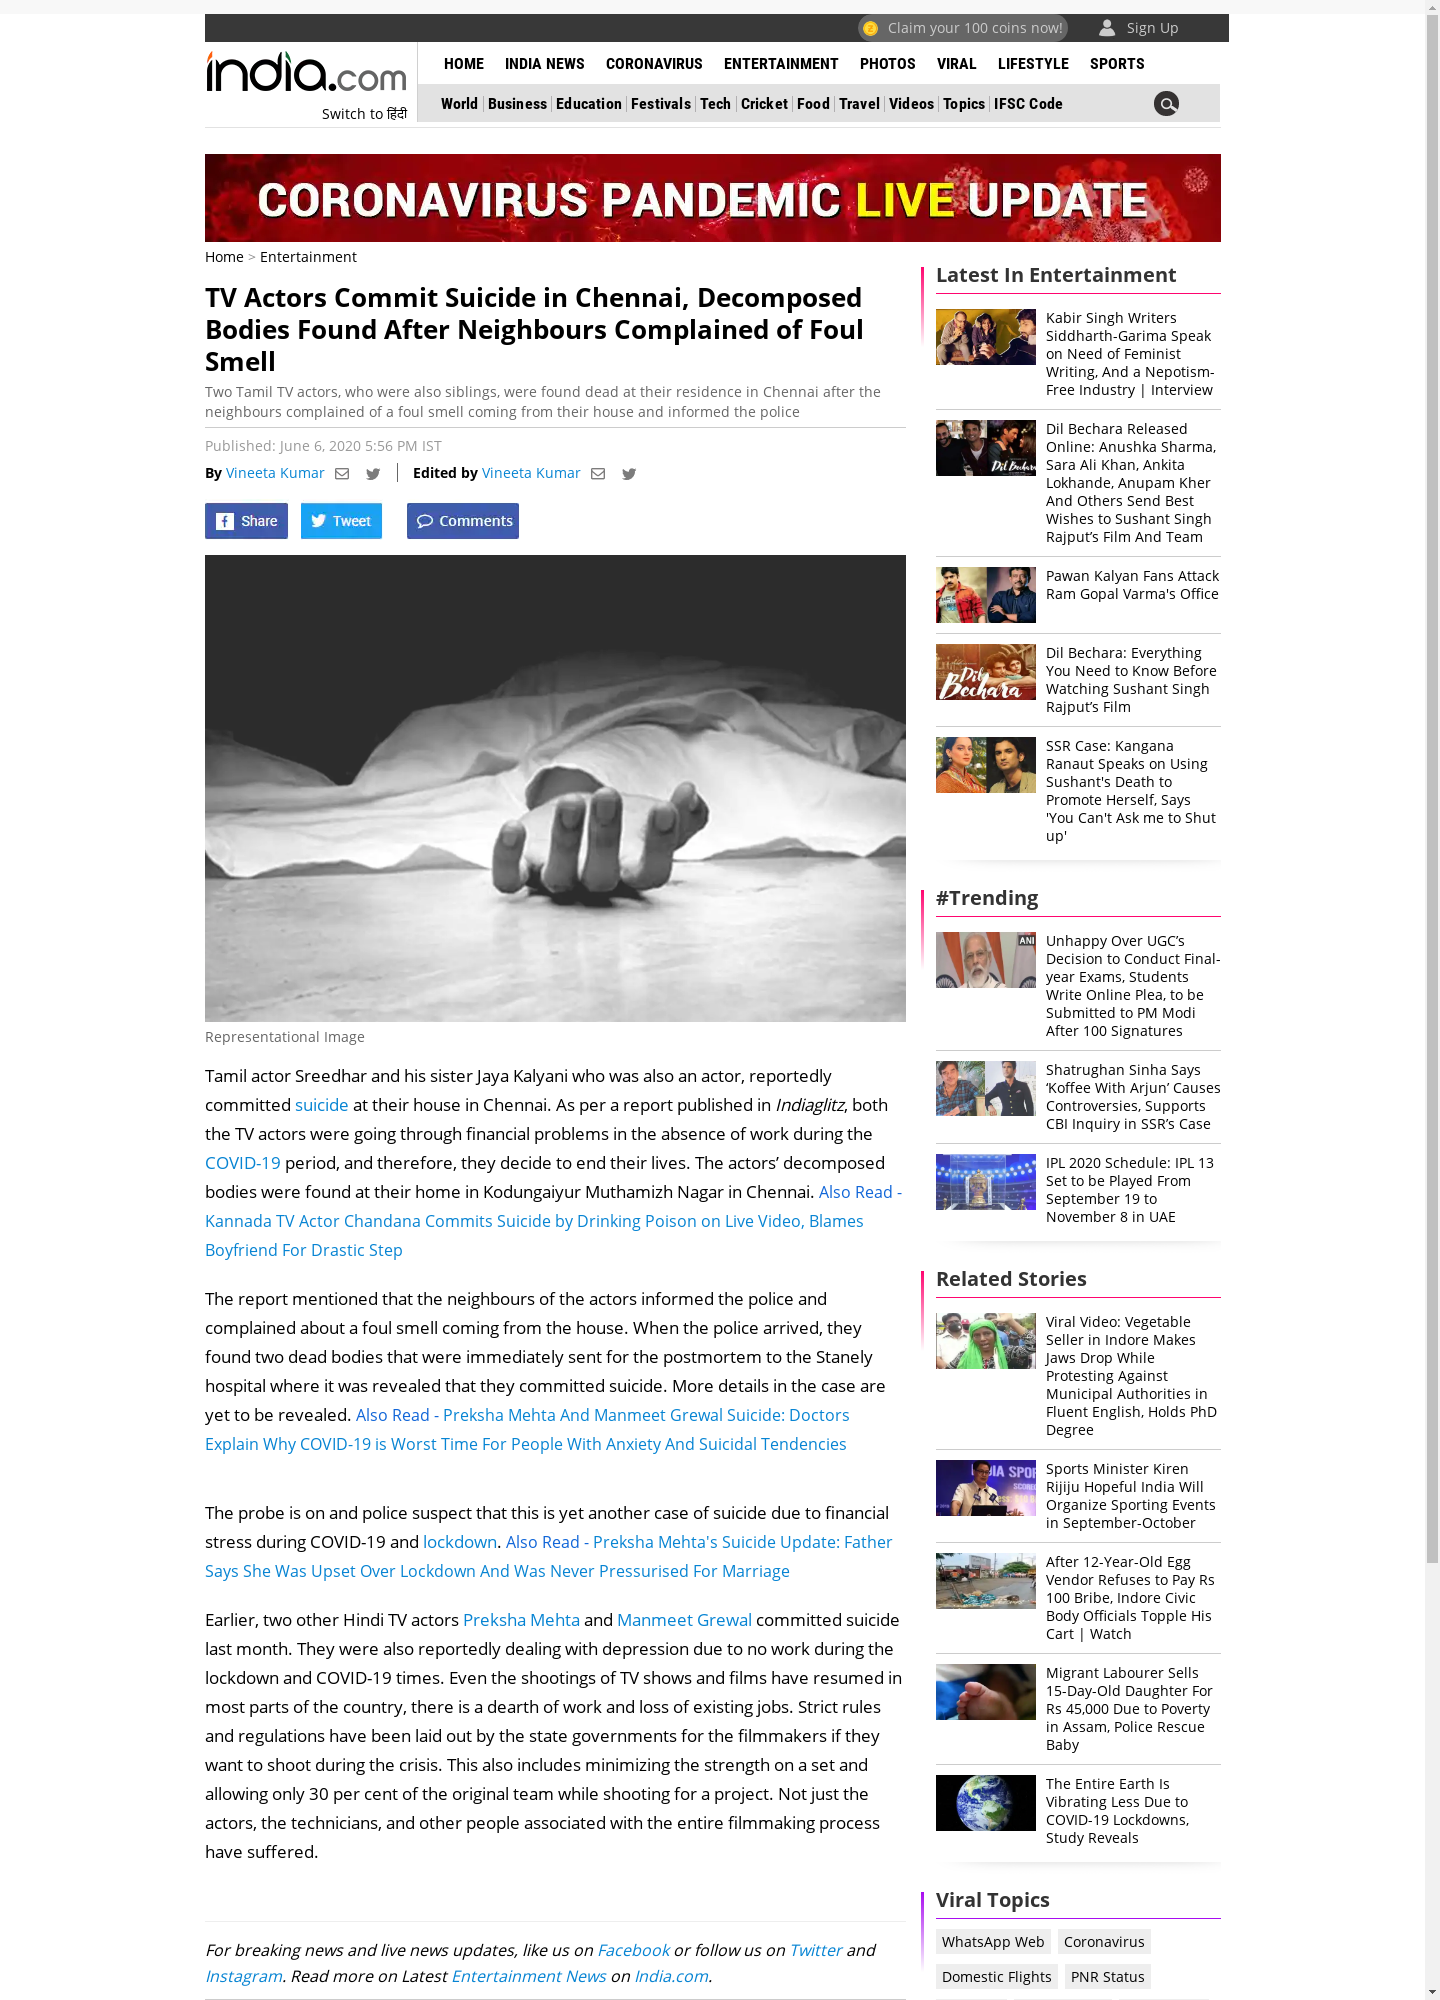 Claim your 100 coins now!
Sign Up
india.com
Switch to हिंदी
HOME INDIA NEWS CORONAVIRUS ENTERTAINMENT PHOTOS VIRAL LIFESTYLE SPORTS
World Business Education Festivals Tech Cricket Food Travel Videos Topics IFSC Code
CORONAVIRUS PANDEMIC LIVE UPDATE
Home > Entertainment
TV Actors Commit Suicide in Chennai, Decomposed
Bodies Found After Neighbours Complained of Foul
Smell
Two Tamil TV actors, who were also siblings, were found dead at their residence in Chennai after the
neighbours complained of a foul smell coming from their house and informed the police
Published: June 6, 2020 5:56 PM IST
By Vineeta Kumar Edited by Vineeta Kumar
Share Tweet Comments
Representational Image
Tamil actor Sreedhar and his sister Jaya Kalyani who was also an actor, reportedly
committed suicide at their house in Chennai. As per a report published in Indiaglitz, both
the TV actors were going through financial problems in the absence of work during the
COVID-19 period, and therefore, they decide to end their lives. The actors’ decomposed
bodies were found at their home in Kodungaiyur Muthamizh Nagar in Chennai. Also Read -
Kannada TV Actor Chandana Commits Suicide by Drinking Poison on Live Video, Blames
Boyfriend For Drastic Step
The report mentioned that the neighbours of the actors informed the police and
complained about a foul smell coming from the house. When the police arrived, they
found two dead bodies that were immediately sent for the postmortem to the Stanely
hospital where it was revealed that they committed suicide. More details in the case are
yet to be revealed. Also Read - Preksha Mehta And Manmeet Grewal Suicide: Doctors
Explain Why COVID-19 is Worst Time For People With Anxiety And Suicidal Tendencies
The probe is on and police suspect that this is yet another case of suicide due to financial
stress during COVID-19 and lockdown. Also Read - Preksha Mehta's Suicide Update: Father
Says She Was Upset Over Lockdown And Was Never Pressurised For Marriage
Earlier, two other Hindi TV actors Preksha Mehta and Manmeet Grewal committed suicide
last month. They were also reportedly dealing with depression due to no work during the
lockdown and COVID-19 times. Even the shootings of TV shows and films have resumed in
most parts of the country, there is a dearth of work and loss of existing jobs. Strict rules
and regulations have been laid out by the state governments for the filmmakers if they
want to shoot during the crisis. This also includes minimizing the strength on a set and
allowing only 30 per cent of the original team while shooting for a project. Not just the
actors, the technicians, and other people associated with the entire filmmaking process
have suffered.
For breaking news and live news updates, like us on Facebook or follow us on Twitter and
Instagram. Read more on Latest Entertainment News on India.com.
Latest In Entertainment
Kabir Singh Writers
Siddharth-Garima Speak
on Need of Feminist
Writing, And a Nepotism-
Free Industry | Interview
Dil Bechara
Dil Bechara Released
Online: Anushka Sharma,
Sara Ali Khan, Ankita
Lokhande, Anupam Kher
And Others Send Best
Wishes to Sushant Singh
Rajput’s Film And Team
Pawan Kalyan Fans Attack
Ram Gopal Varma's Office
Dil Bechara
Dil Bechara: Everything
You Need to Know Before
Watching Sushant Singh
Rajput’s Film
SSR Case: Kangana
Ranaut Speaks on Using
Sushant's Death to
Promote Herself, Says
'You Can't Ask me to Shut
up'
#Trending
ANI
Unhappy Over UGC’s
Decision to Conduct Final-
year Exams, Students
Write Online Plea, to be
Submitted to PM Modi
After 100 Signatures
Shatrughan Sinha Says
‘Koffee With Arjun’ Causes
Controversies, Supports
CBI Inquiry in SSR’s Case
IPL 2020 Schedule: IPL 13
Set to be Played From
September 19 to
November 8 in UAE
Related Stories
Viral Video: Vegetable
Seller in Indore Makes
Jaws Drop While
Protesting Against
Municipal Authorities in
Fluent English, Holds PhD
Degree
Sports Minister Kiren
Rijiju Hopeful India Will
Organize Sporting Events
in September-October
After 12-Year-Old Egg
Vendor Refuses to Pay Rs
100 Bribe, Indore Civic
Body Officials Topple His
Cart | Watch
Migrant Labourer Sells
15-Day-Old Daughter For
Rs 45,000 Due to Poverty
in Assam, Police Rescue
Baby
The Entire Earth Is
Vibrating Less Due to
COVID-19 Lockdowns,
Study Reveals
Viral Topics
WhatsApp Web Coronavirus
Domestic Flights PNR Status